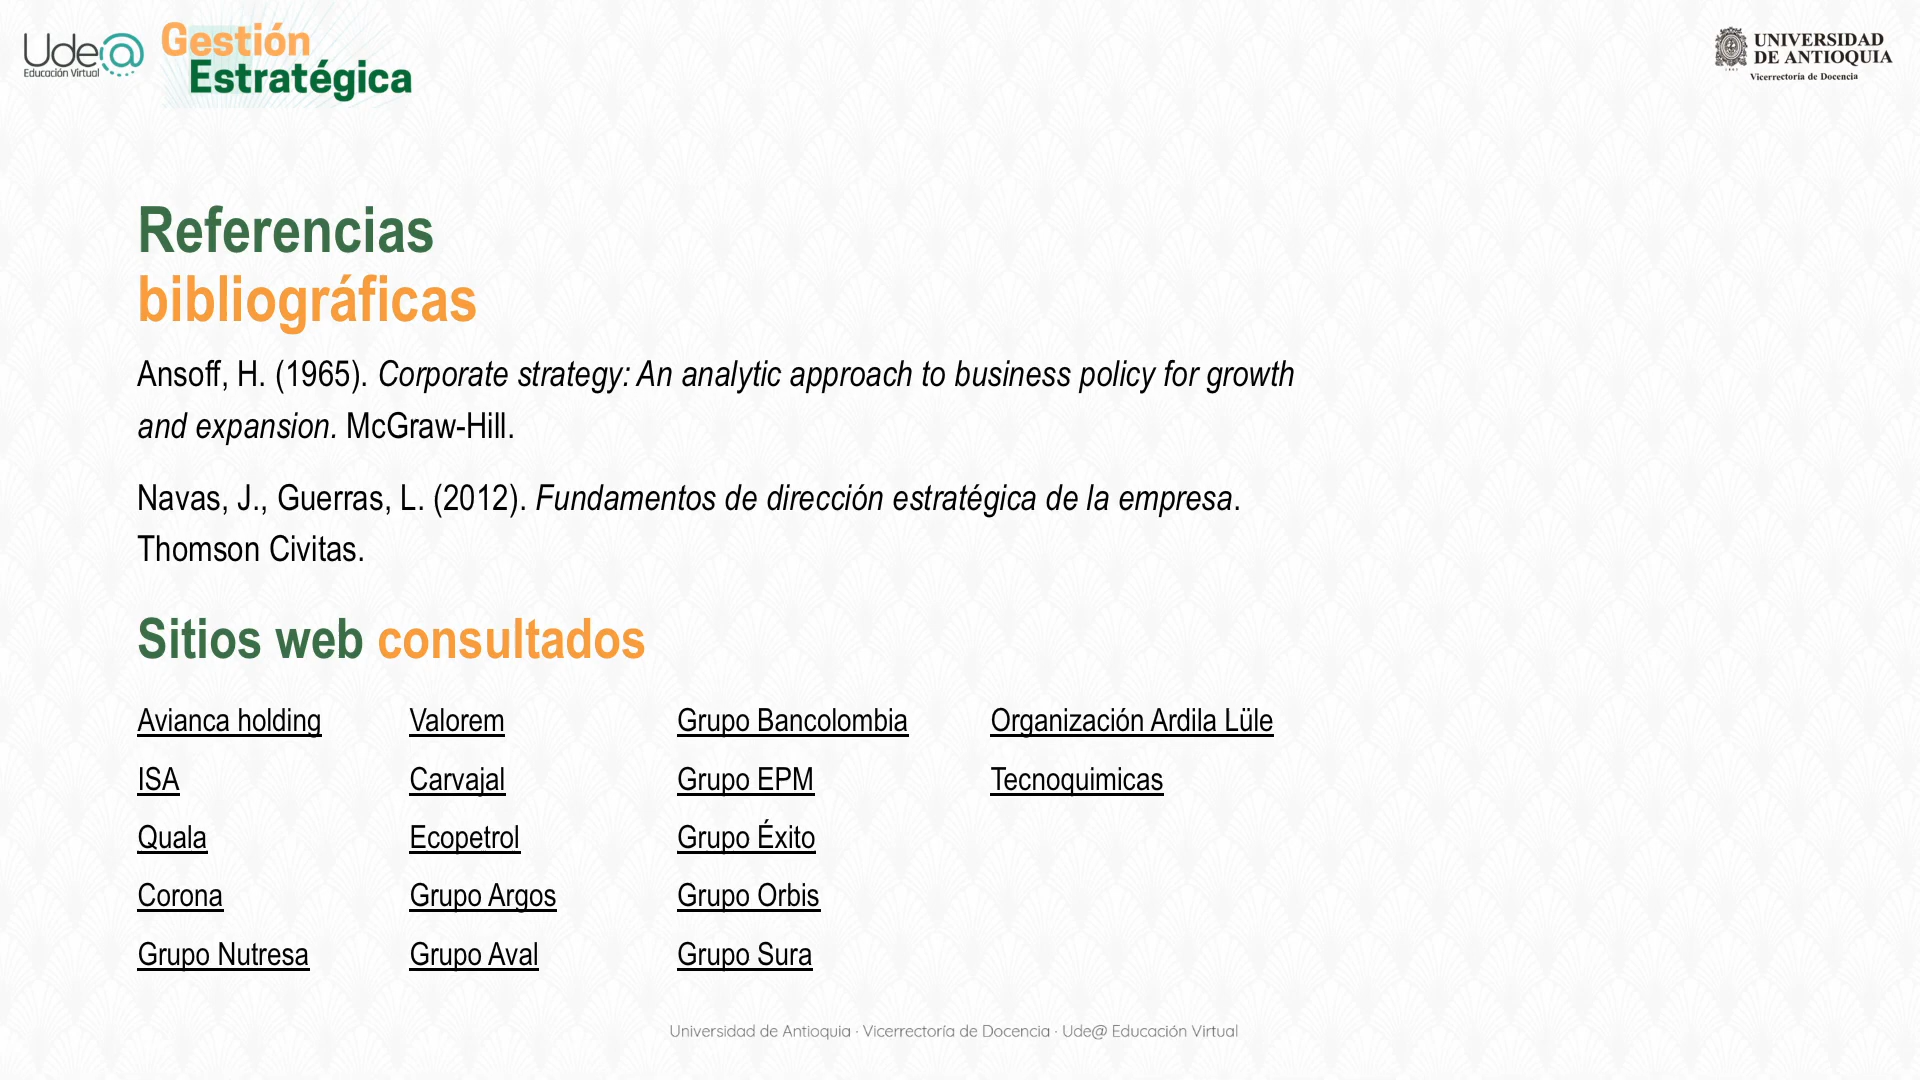 Ude@
Educación Virtual
Gestión
Estratégica
UNIVERSIDAD
DE ANTIOQUIA
Vicerrectoría de Docencia
Referencias
bibliográficas
Ansoff, H. (1965). Corporate strategy: An analytic approach to business policy for growth
and expansion. McGraw-Hill.
Navas, J., Guerras, L. (2012). Fundamentos de dirección estratégica de la empresa.
Thomson Civitas.
Sitios web consultados
Avianca holding
ISA
Quala
Corona
Grupo Nutresa
Valorem
Carvajal
Ecopetrol
Grupo Argos
Grupo Aval
Grupo Bancolombia
Grupo EPM
Grupo Éxito
Grupo Orbis
Grupo Sura
Organización Ardila Lüle
Tecnoquimicas
Universidad de Antioquia · Vicerrectoría de Docencia · Ude@ Educación Virtual